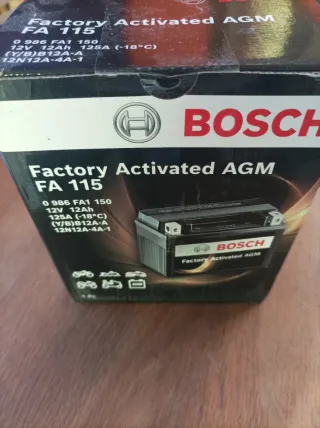 Factory Activated AGM
FA 115
0 986 FA1 150
12V 12Ah 125A (-18°C)
(Y/B)B12A-A
12N12A-4A-1
BOSCH
Factory Activated AGM
FA 115
0 986 FA1 150
12V 12Ah
125A (-18°C)
(Y/B)B12A-A
12N12A-4A-1
BOSCH
Factory Activated AGM